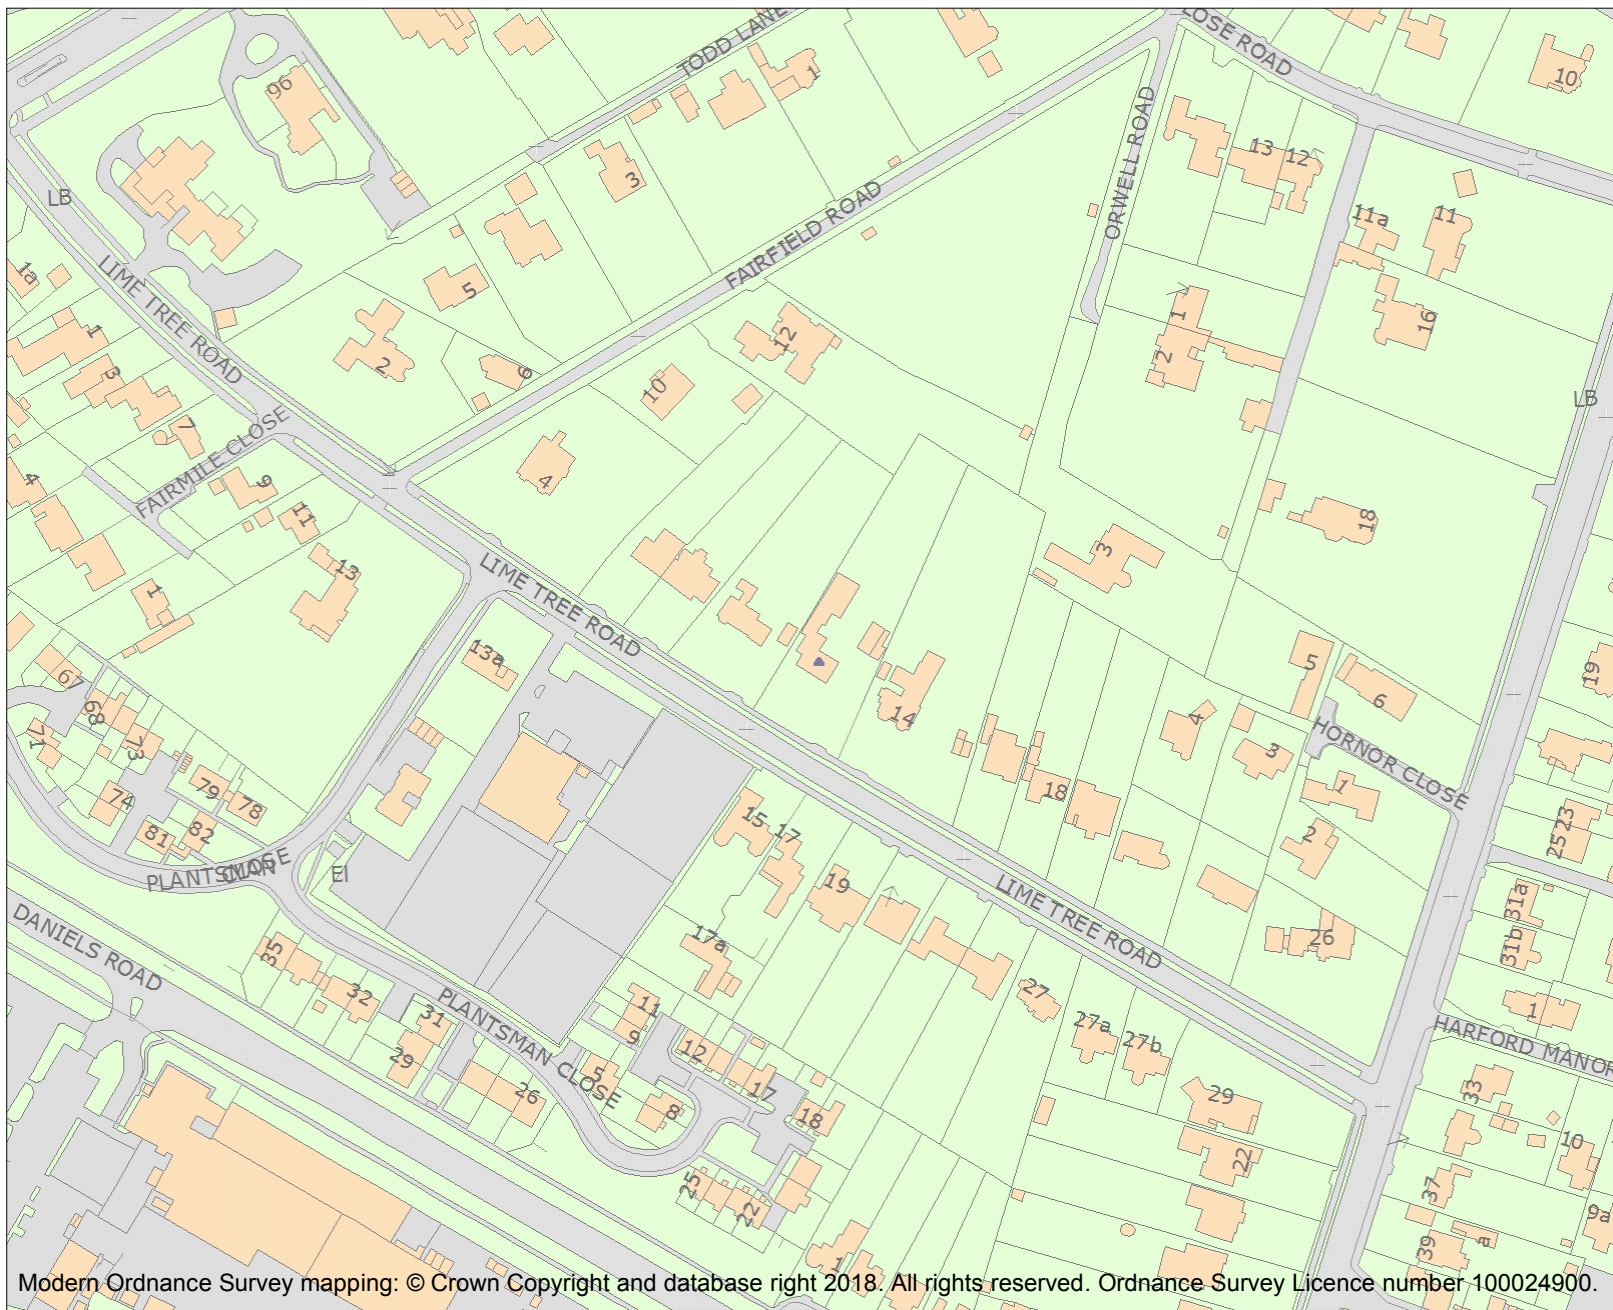 LOSE ROAD
TODD LANE
10
96
1
ORWELL ROAD
13
12
3
LB
FAIRFIELD ROAD
11a
11
1a
LIME TREE ROAD
5
1
12
16
1
2
2
3
6
10
LB
7
FAIRMILE CLOSE
4
9
4
11
18
3
13
LIME TREE ROAD
1
13a
5
67
6
19
68
14
4
71
73
HORNOR CLOSE
3
79
1
18
74
78
15
17
23
81
82
2
25
PLANTSMAN
CLOSE
EI
19
LIME TREE ROAD
31a
DANIELS ROAD
35
17a
26
31b
32
PLANTSMAN CLOSE
11
27
1
31
9
27a
27b
HARFORD MANOR
12
29
5
17
33
26
8
29
18
10
22
25
37
22
9a
39
a
1
Modern Ordnance Survey mapping: © Crown Copyright and database right 2018. All rights reserved. Ordnance Survey Licence number 100024900.